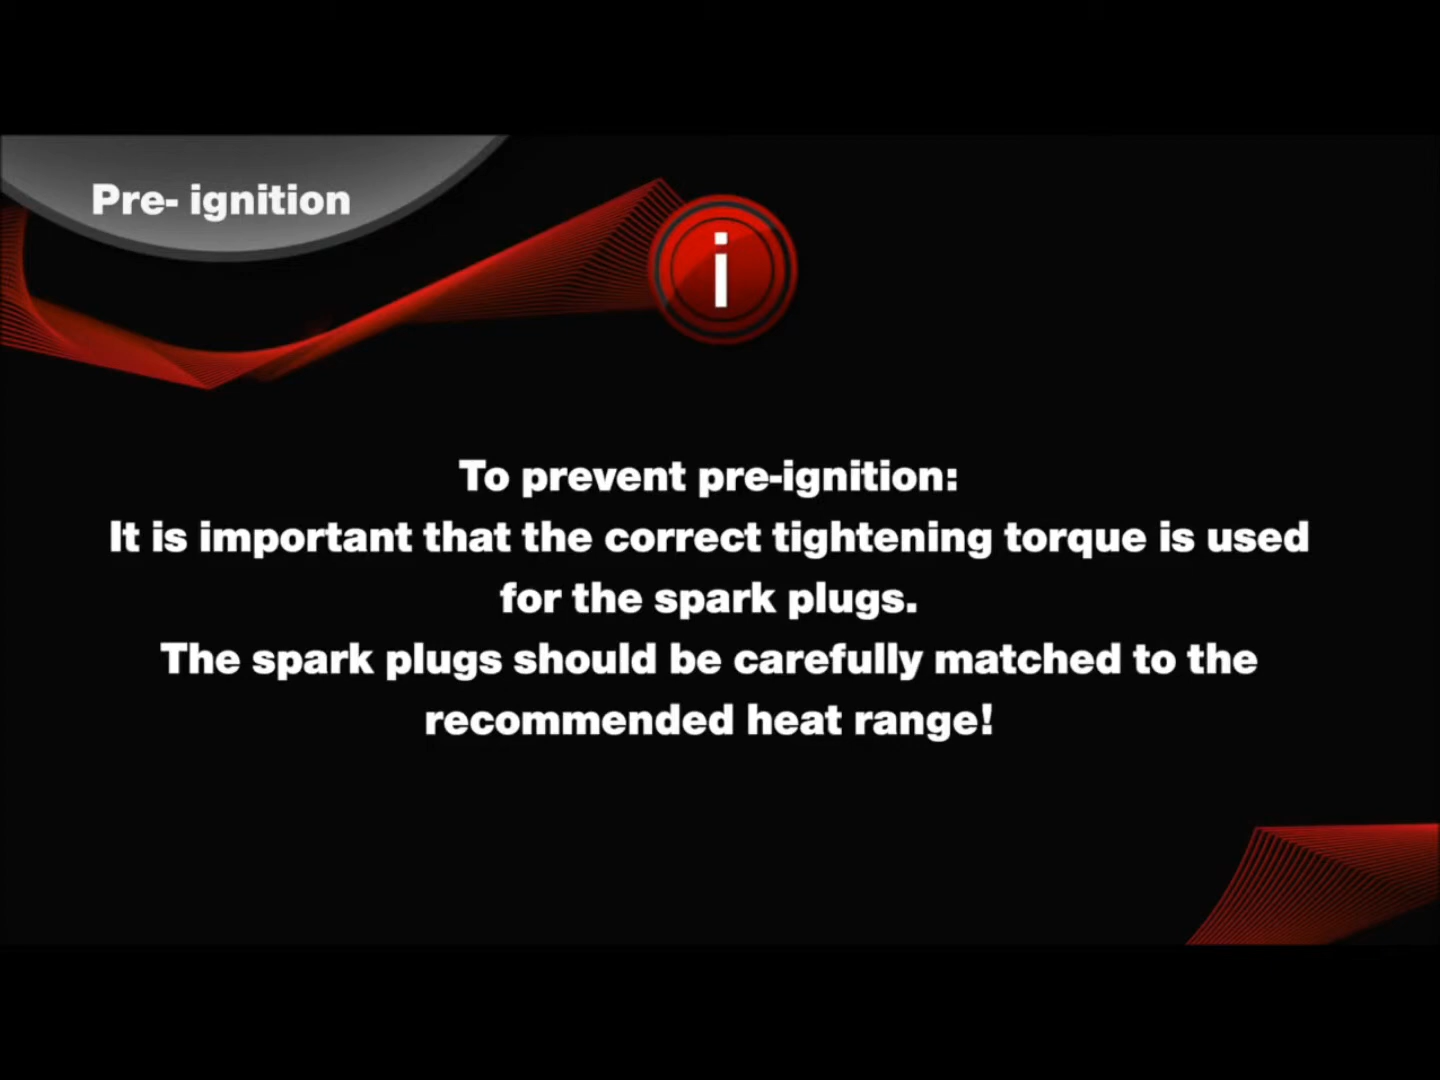 Pre- ignition
i
To prevent pre-ignition:
It is important that the correct tightening torque is used
for the spark plugs.
The spark plugs should be carefully matched to the
recommended heat range!